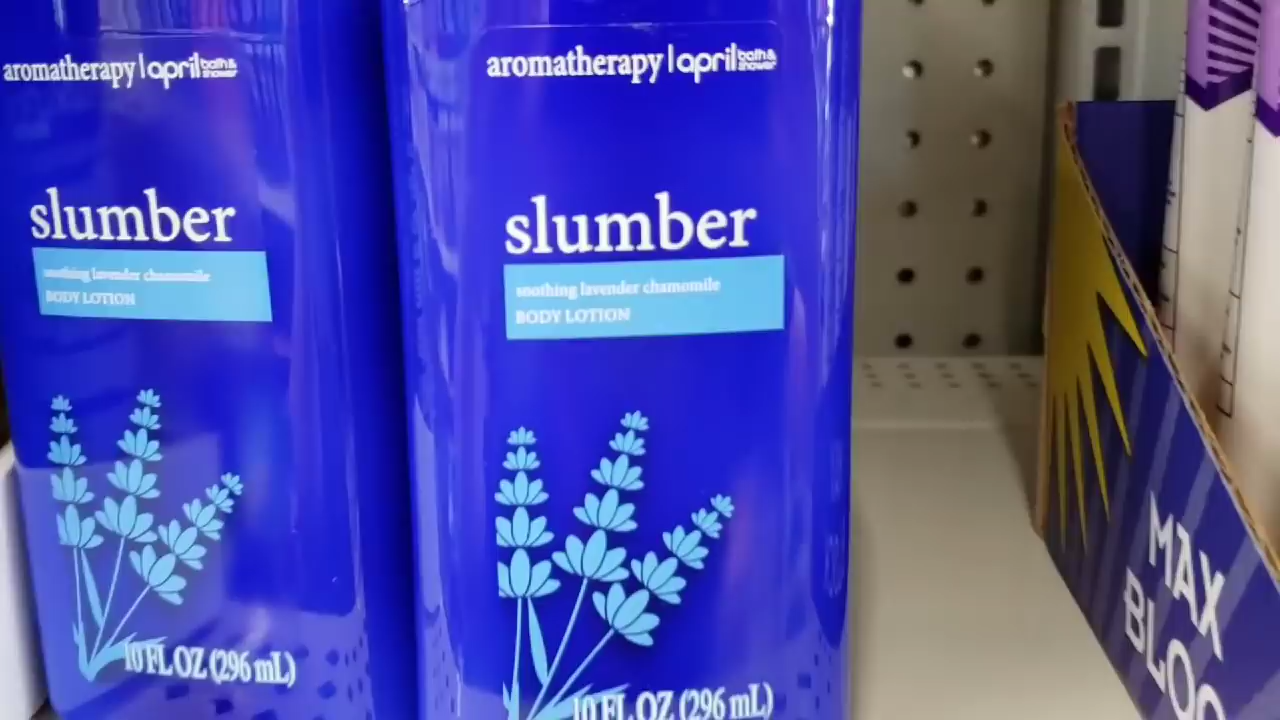 aromatherapy | april bath & shower
slumber
soothing lavender chamomile
BODY LOTION
10 FL OZ (296 mL)
aromatherapy | april bath & shower
slumber
soothing lavender chamomile
BODY LOTION
10 FL OZ (296 mL)
MAX
BLOO